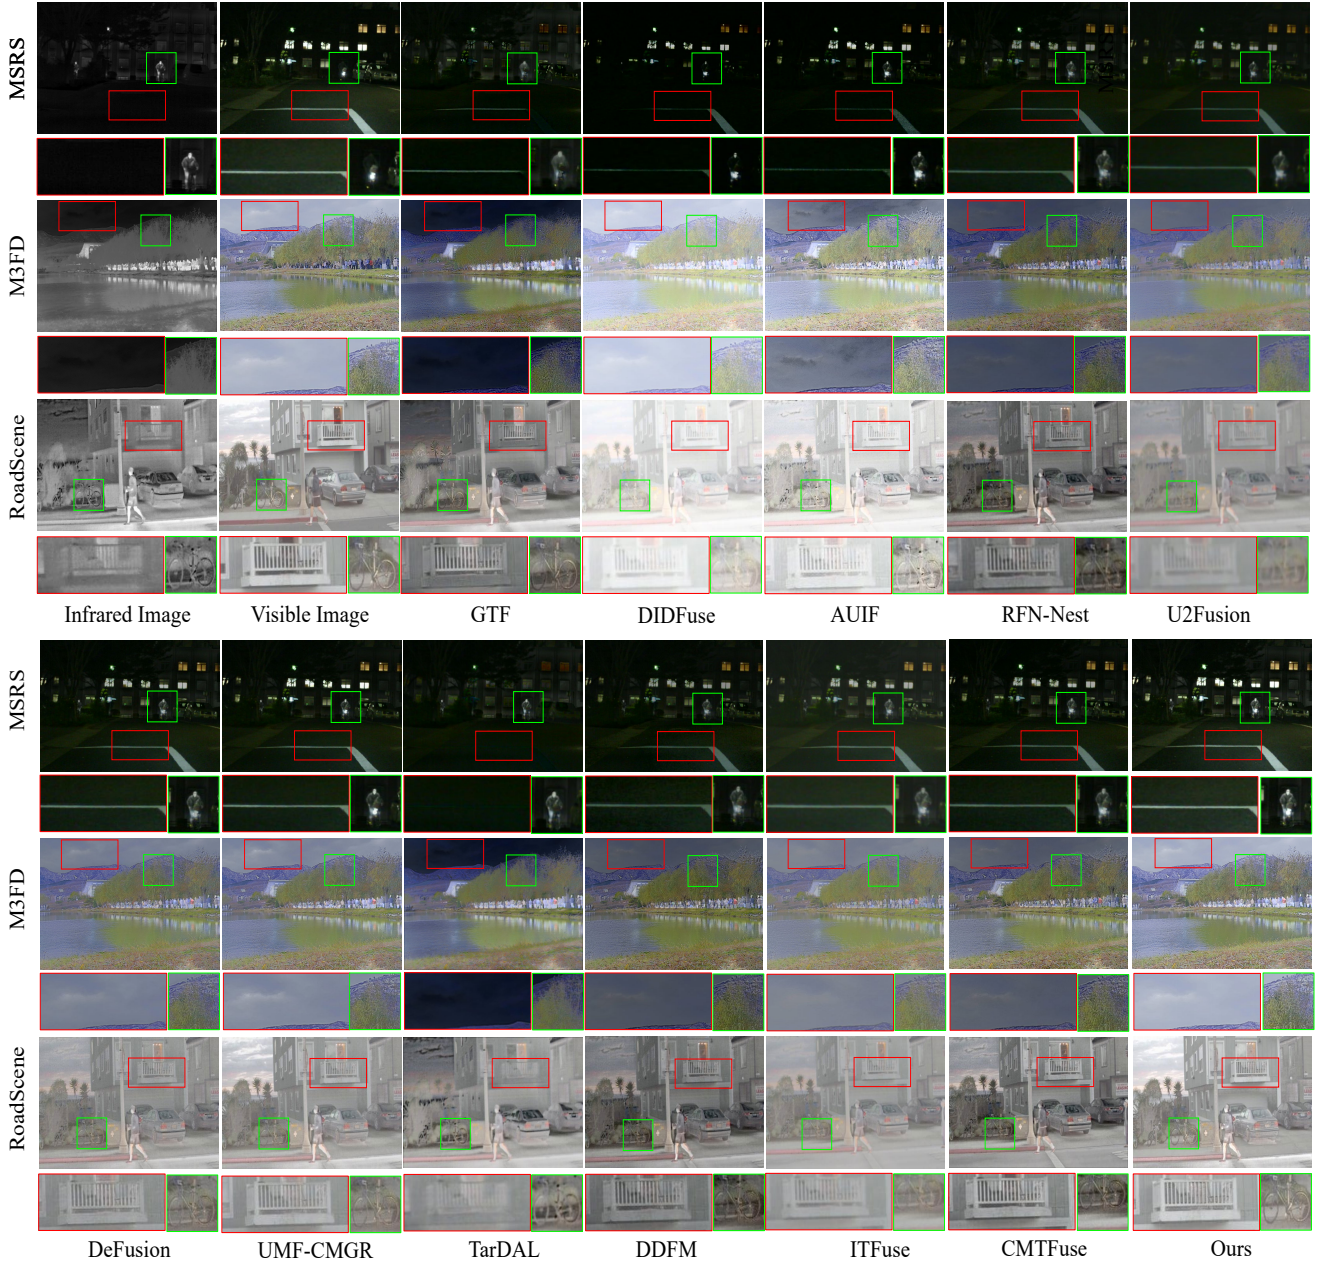 MSRS
M3FD
RoadScene
Infrared Image Visible Image GTF DIDFuse AUIF RFN-Nest U2Fusion
MSRS
M3FD
RoadScene
DeFusion UMF-CMGR TarDAL DDFM ITFuse CMTFuse Ours